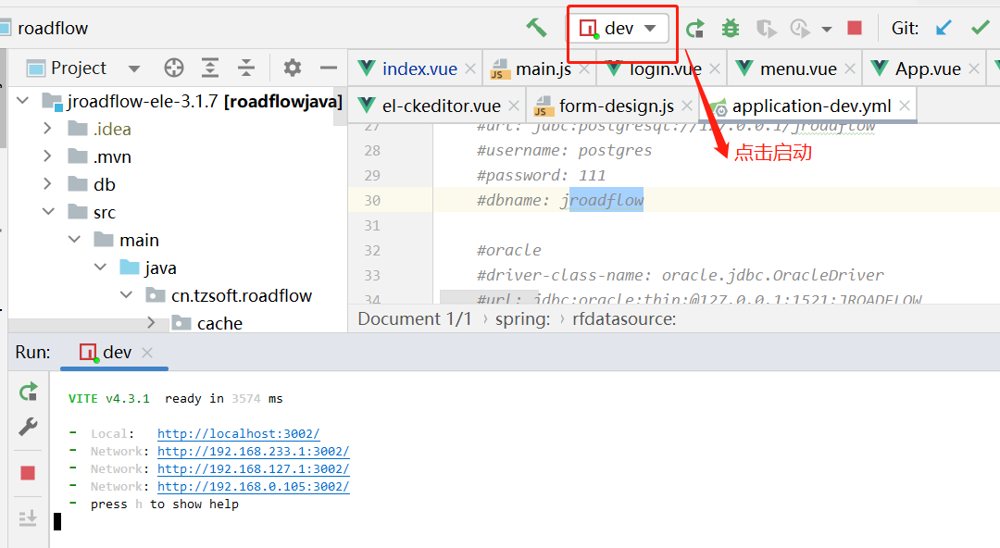 roadflow
dev
Git:
Project
index.vue
main.js
login.vue
menu.vue
App.vue
jroadflow-ele-3.1.7 [roadflowjava]
el-ckeditor.vue
form-design.js
application-dev.yml
.idea
.mvn
db
src
main
java
cn.tzsoft.roadflow
cache
27 #url: jdbc:postgresql://127.0.0.1/jroadflow
28 #username: postgres
29 #password: 111
30 #dbname: jroadflow
31
32 #oracle
33 #driver-class-name: oracle.jdbc.OracleDriver
34 #url: jdbc:oracle:thin:@127.0.0.1:1521:JROADFLOW
点击启动
Document 1/1 › spring: › rfdatasource:
Run: dev
VITE v4.3.1 ready in 3574 ms
➜ Local: http://localhost:3002/
➜ Network: http://192.168.233.1:3002/
➜ Network: http://192.168.127.1:3002/
➜ Network: http://192.168.0.105:3002/
➜ press h to show help